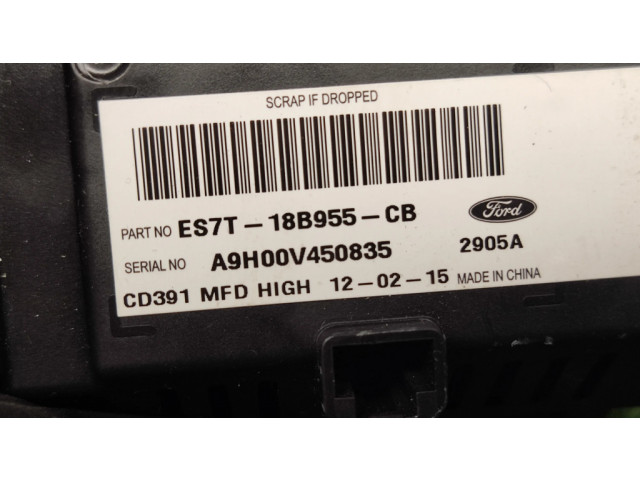 SCRAP IF DROPPED
PART NO ES7T-18B955-CB Ford
SERIAL NO A9H00V450835 2905A
CD391 MFD HIGH 12-02-15 MADE IN CHINA